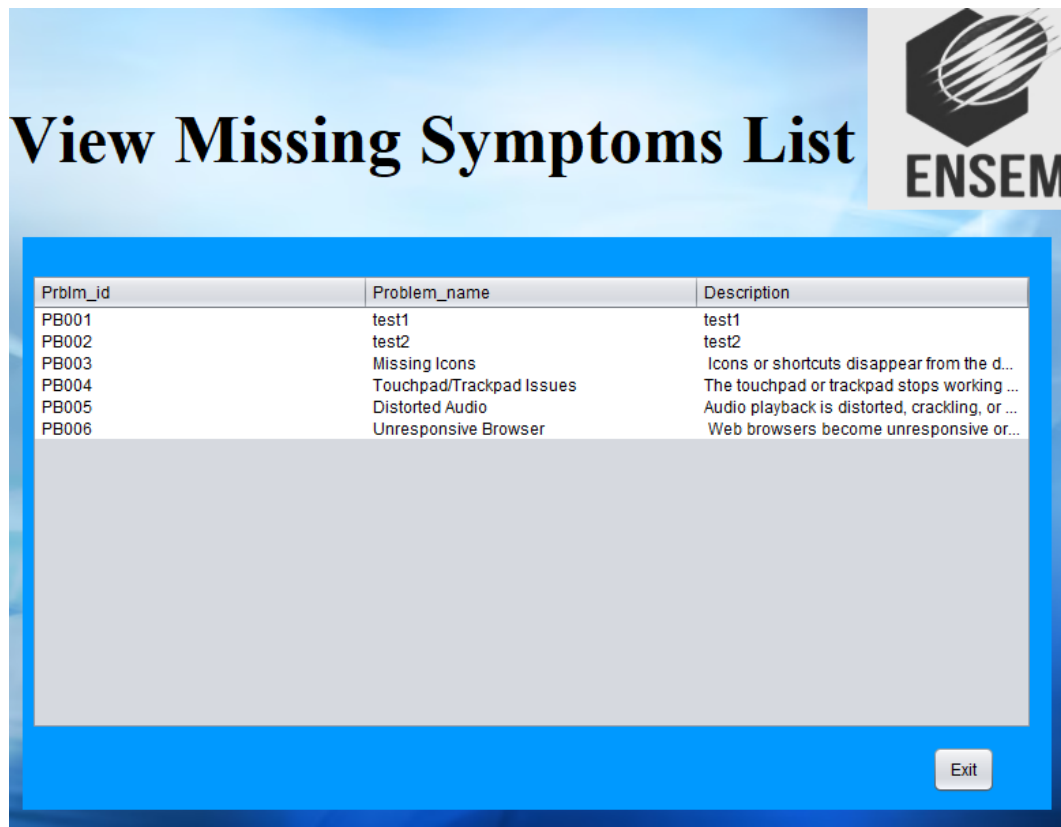 View Missing Symptoms List
ENSEM
Prblm_id Problem_name Description
PB001 test1 test1
PB002 test2 test2
PB003 Missing Icons Icons or shortcuts disappear from the d...
PB004 Touchpad/Trackpad Issues The touchpad or trackpad stops working ...
PB005 Distorted Audio Audio playback is distorted, crackling, or ...
PB006 Unresponsive Browser Web browsers become unresponsive or...
Exit